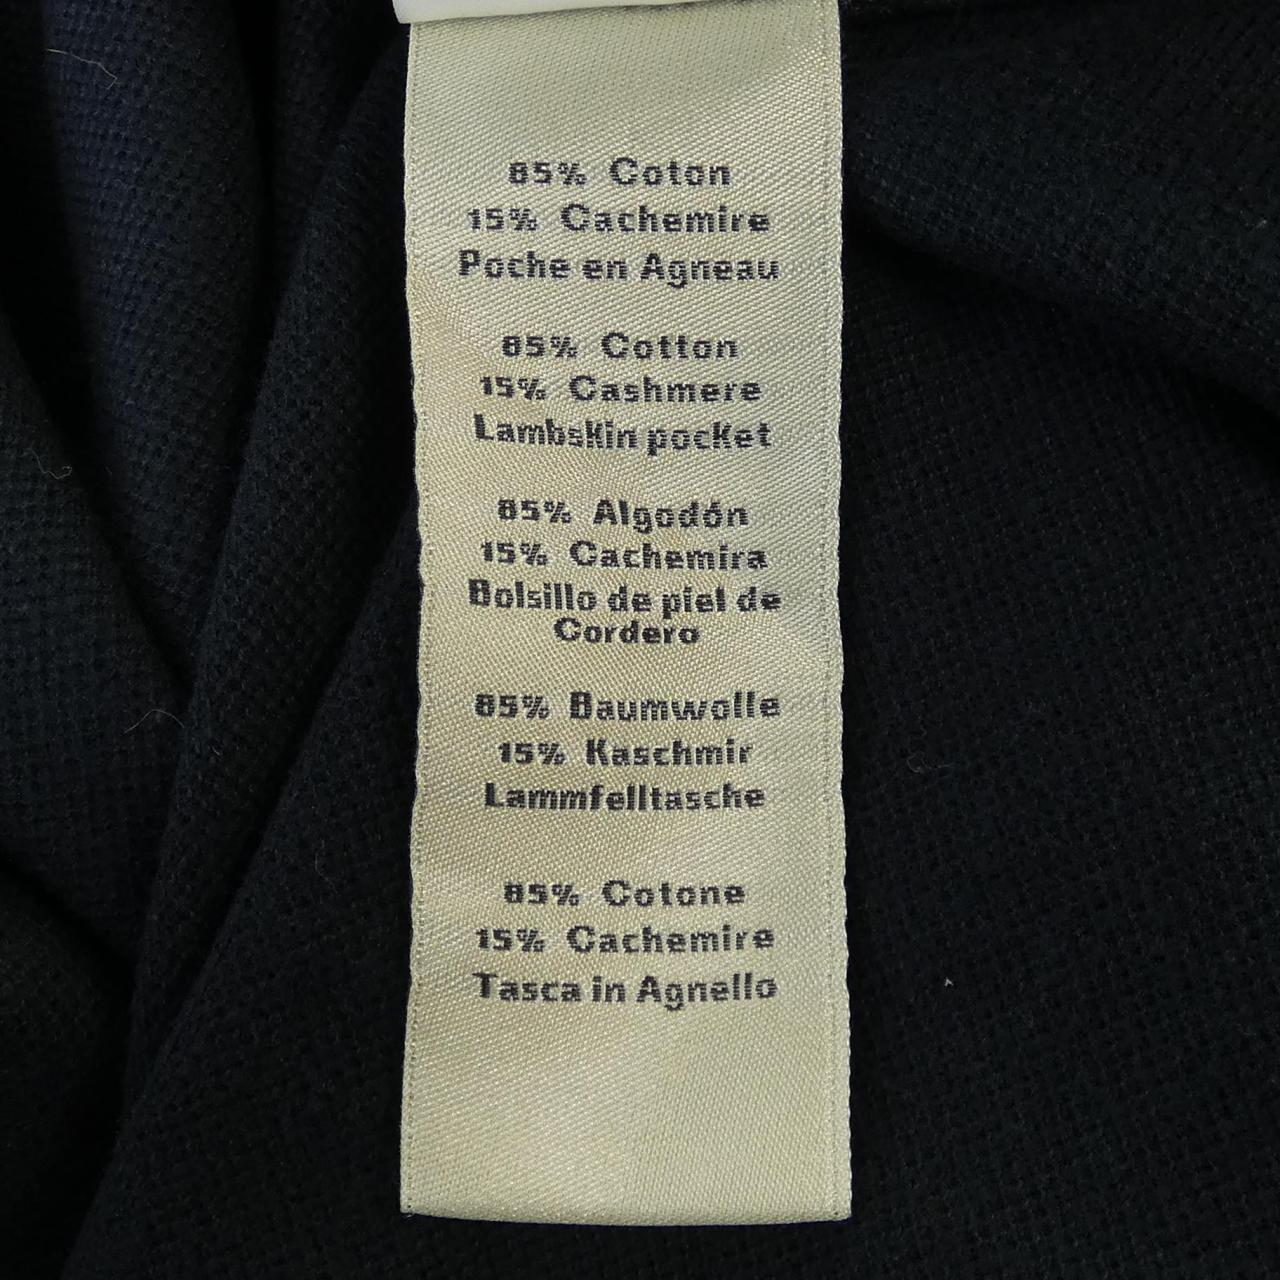 85% Coton
15% Cachemire
Poche en Agneau
85% Cotton
15% Cashmere
Lambskin pocket
85% Algodón
15% Cachemira
Bolsillo de piel de
Cordero
85% Baumwolle
15% Kaschmir
Lammfelltasche
85% Cotone
15% Cachemire
Tasca in Agnello